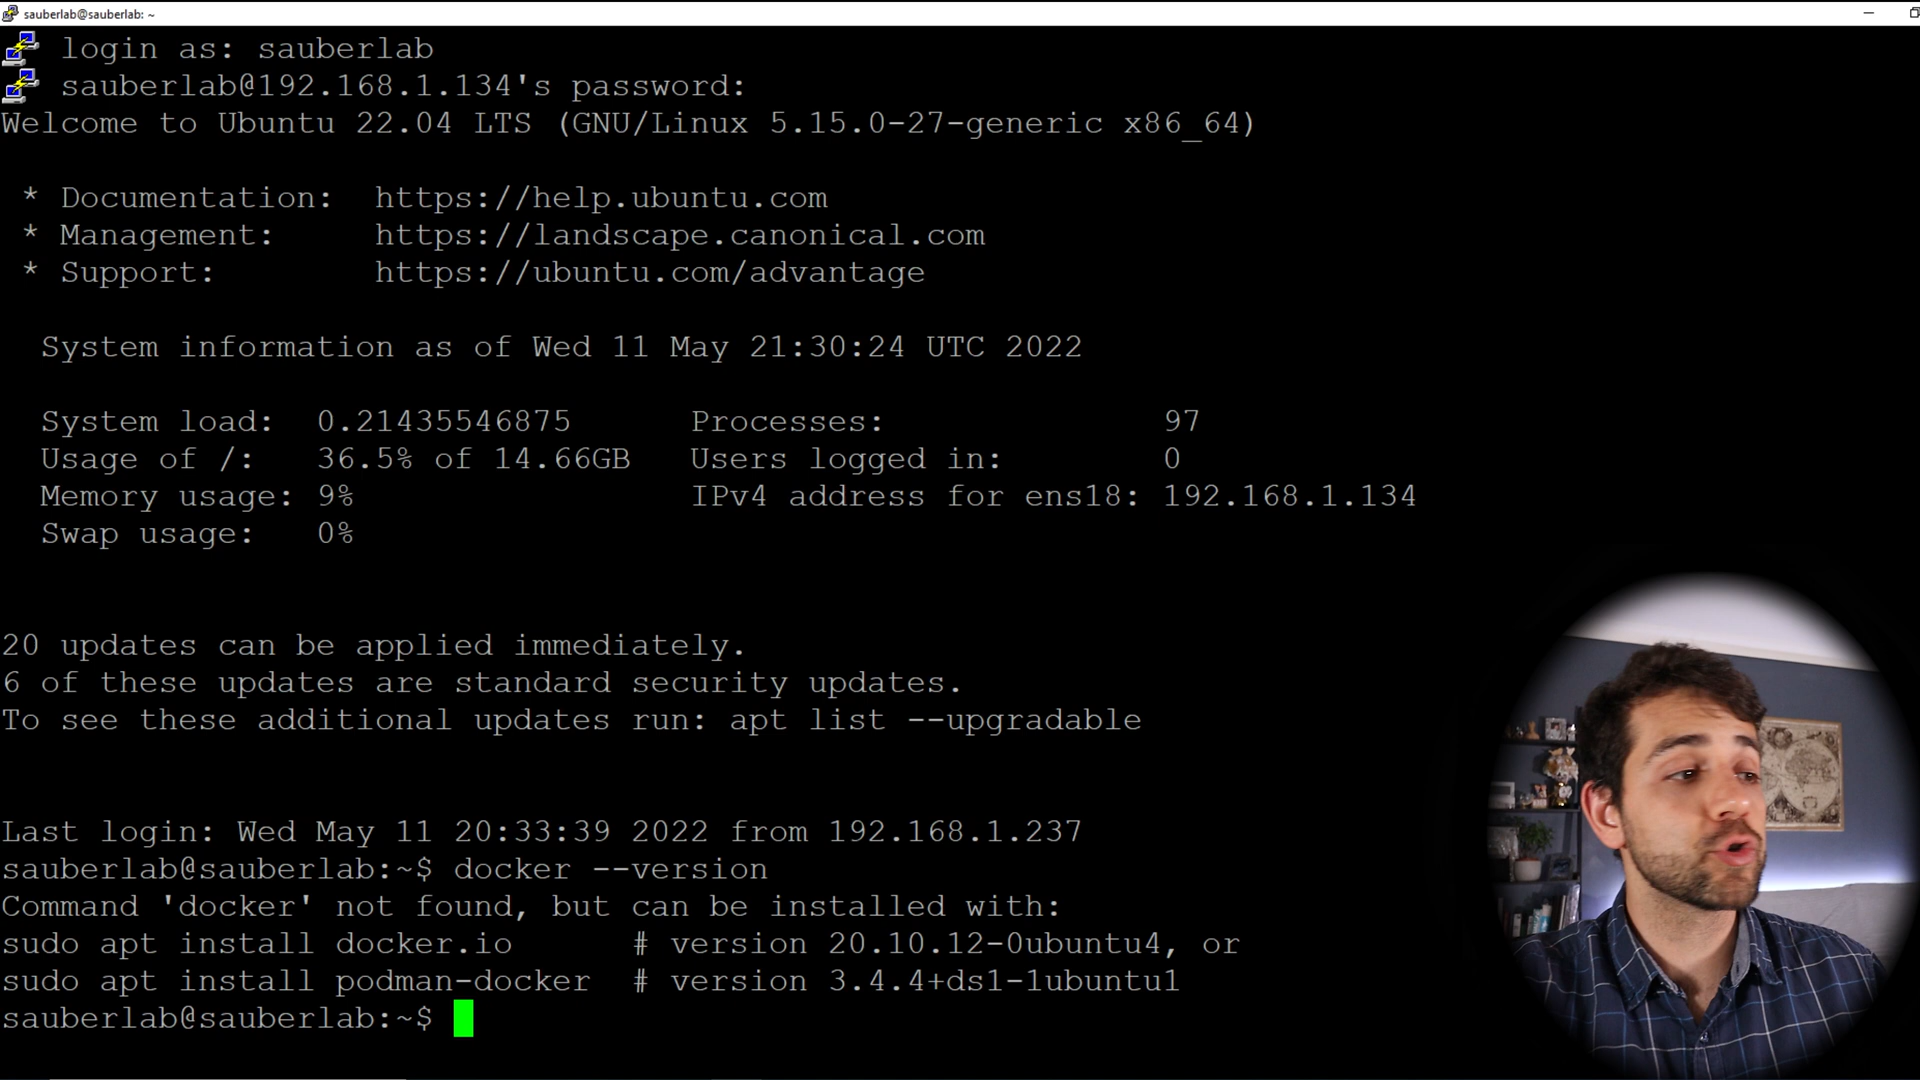 sauberlab@sauberlab: ~
login as: sauberlab
sauberlab@192.168.1.134's password:
Welcome to Ubuntu 22.04 LTS (GNU/Linux 5.15.0-27-generic x86_64)
* Documentation: https://help.ubuntu.com
* Management: https://landscape.canonical.com
* Support: https://ubuntu.com/advantage
System information as of Wed 11 May 21:30:24 UTC 2022
System load: 0.21435546875 Processes: 97
Usage of /: 36.5% of 14.66GB Users logged in: 0
Memory usage: 9% IPv4 address for ens18: 192.168.1.134
Swap usage: 0%
20 updates can be applied immediately.
6 of these updates are standard security updates.
To see these additional updates run: apt list --upgradable
Last login: Wed May 11 20:33:39 2022 from 192.168.1.237
sauberlab@sauberlab:~$ docker --version
Command 'docker' not found, but can be installed with:
sudo apt install docker.io # version 20.10.12-0ubuntu4, or
sudo apt install podman-docker # version 3.4.4+ds1-1ubuntu1
sauberlab@sauberlab:~$